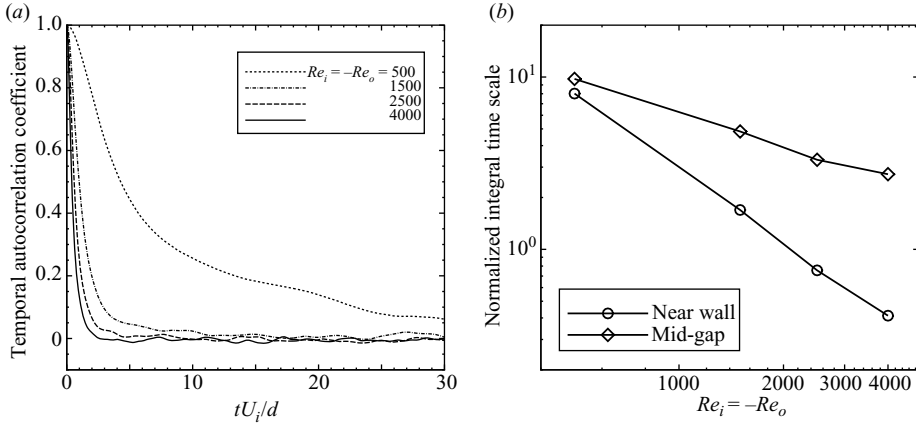 (a)
Temporal autocorrelation coefficient
1.0
0.8
0.6
0.4
0.2
0
Re_i = –Re_o = 500
1500
2500
4000
0
10
20
30
tU_i/d
(b)
Normalized integral time scale
10^1
10^0
Near wall
Mid-gap
1000
2000
3000
4000
Re_i = –Re_o